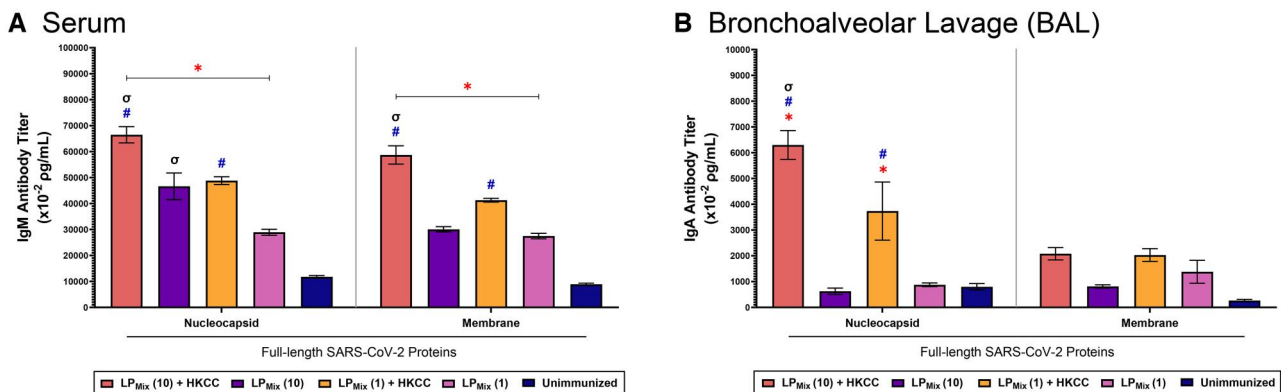 A Serum
IgM Antibody Titer
(x10⁻² ρg/mL)
100000
90000
80000
70000
60000
50000
40000
30000
20000
10000
0
*
σ
#
σ
#
*
σ
#
#
Nucleocapsid Membrane
Full-length SARS-CoV-2 Proteins
LPMix (10) + HKCC LPMix (10) LPMix (1) + HKCC LPMix (1) Unimmunized
B Bronchoalveolar Lavage (BAL)
IgA Antibody Titer
(x10⁻² ρg/mL)
10000
9000
8000
7000
6000
5000
4000
3000
2000
1000
0
σ
#
*
#
*
Nucleocapsid Membrane
Full-length SARS-CoV-2 Proteins
LPMix (10) + HKCC LPMix (10) LPMix (1) + HKCC LPMix (1) Unimmunized